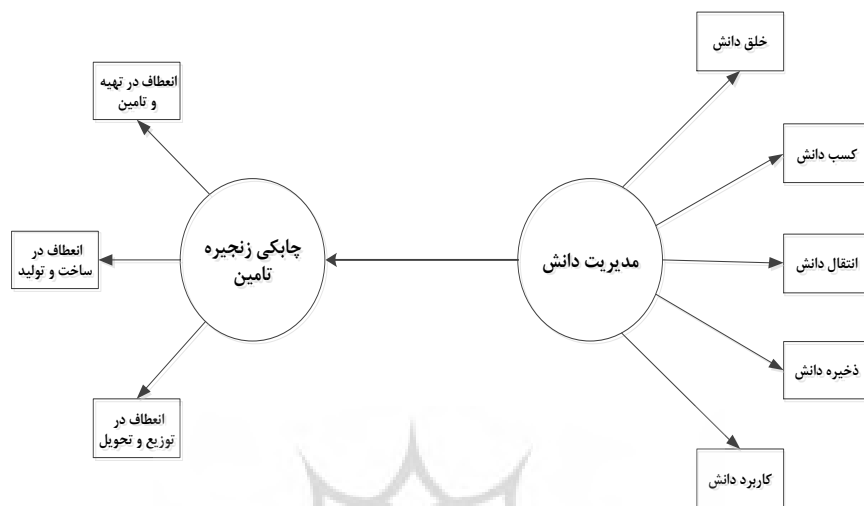 خلق دانش
کسب دانش
انتقال دانش
ذخیره دانش
کاربرد دانش
مدیریت دانش
چابکی زنجیره
تامین
انعطاف در تهیه
و تامین
انعطاف در
ساخت و تولید
انعطاف در
توزیع و تحویل